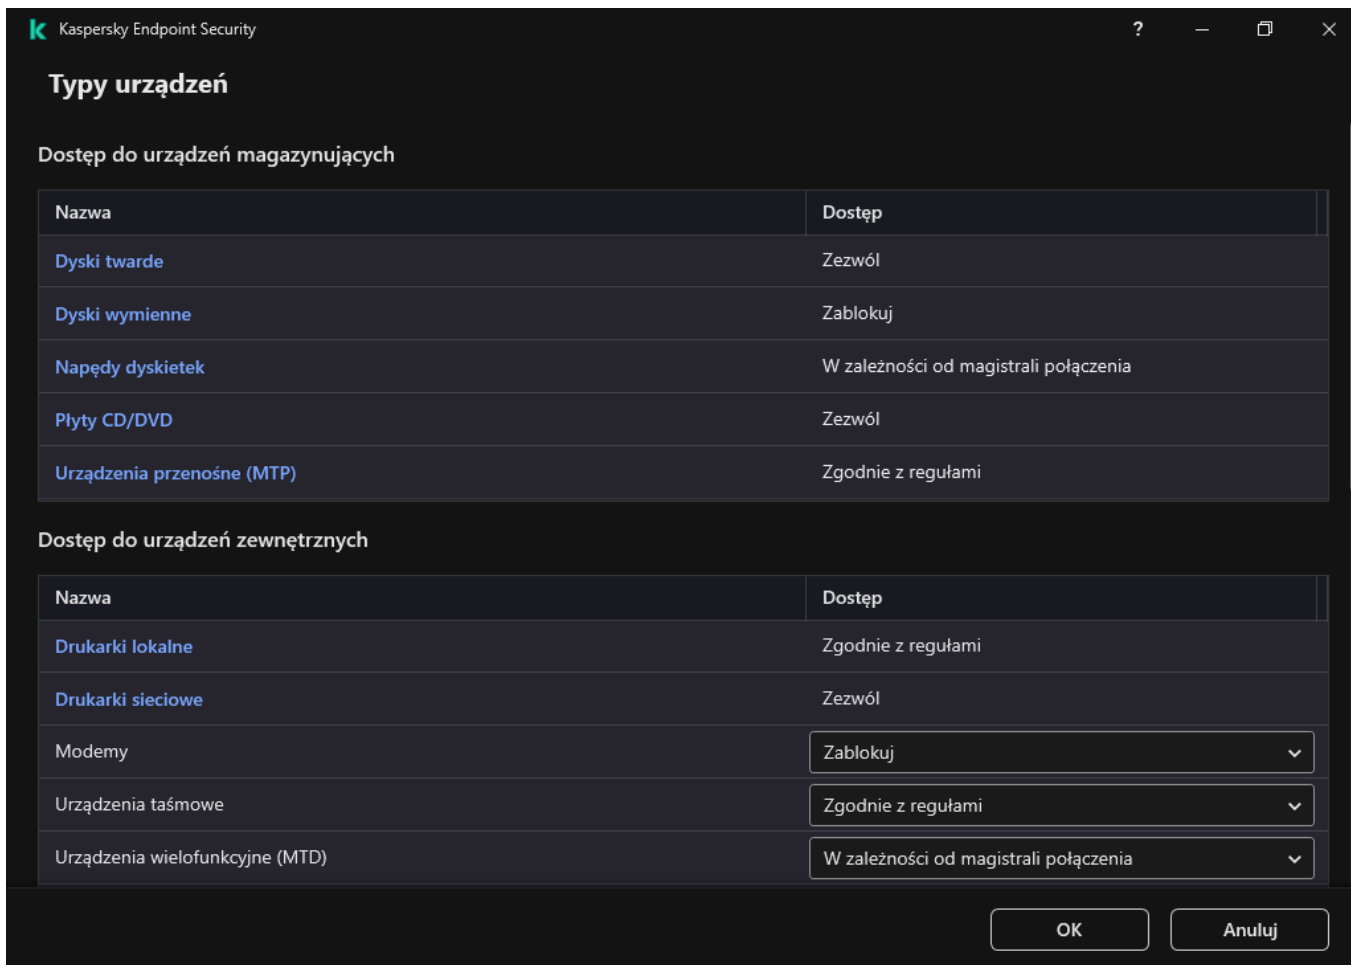 Kaspersky Endpoint Security
?
Typy urządzeń
Dostęp do urządzeń magazynujących
Nazwa Dostęp
Dyski twarde Zezwól
Dyski wymienne Zablokuj
Napędy dyskietek W zależności od magistrali połączenia
Płyty CD/DVD Zezwól
Urządzenia przenośne (MTP) Zgodnie z regułami
Dostęp do urządzeń zewnętrznych
Nazwa Dostęp
Drukarki lokalne Zgodnie z regułami
Drukarki sieciowe Zezwól
Modemy Zablokuj
Urządzenia taśmowe Zgodnie z regułami
Urządzenia wielofunkcyjne (MTD) W zależności od magistrali połączenia
OK Anuluj